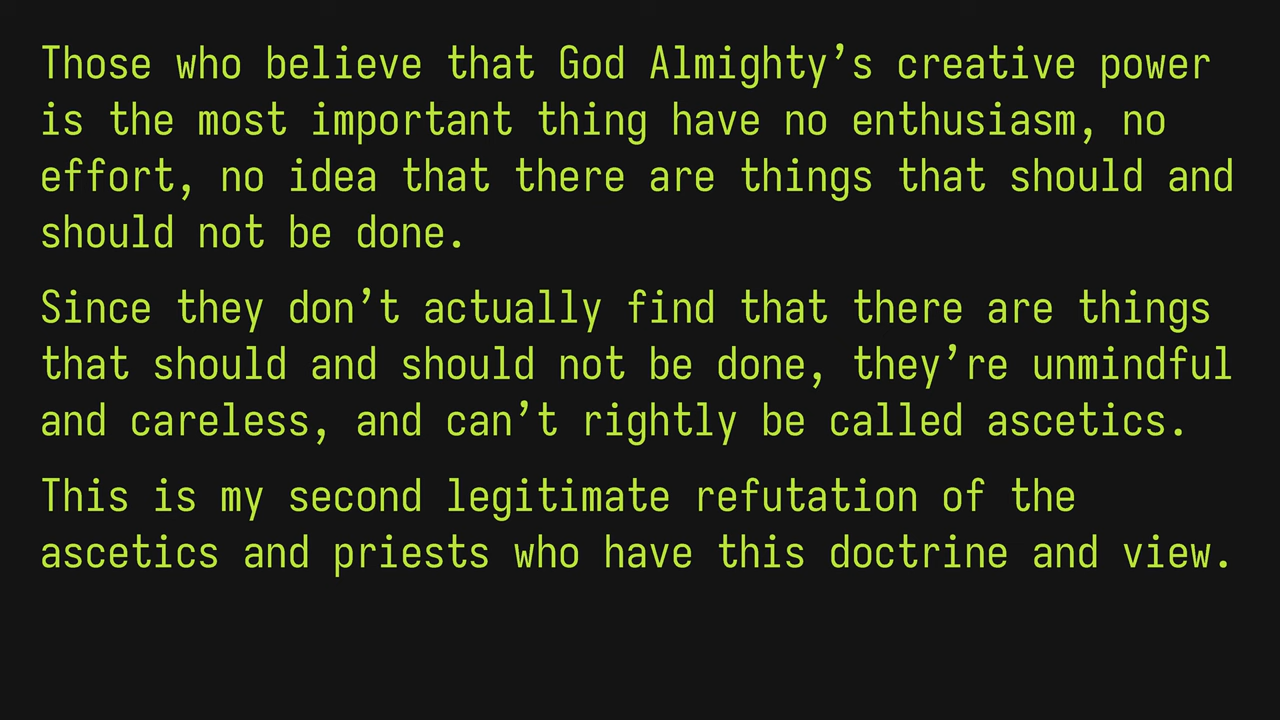 Those who believe that God Almighty’s creative power
is the most important thing have no enthusiasm, no
effort, no idea that there are things that should and
should not be done.
Since they don’t actually find that there are things
that should and should not be done, they’re unmindful
and careless, and can’t rightly be called ascetics.
This is my second legitimate refutation of the
ascetics and priests who have this doctrine and view.